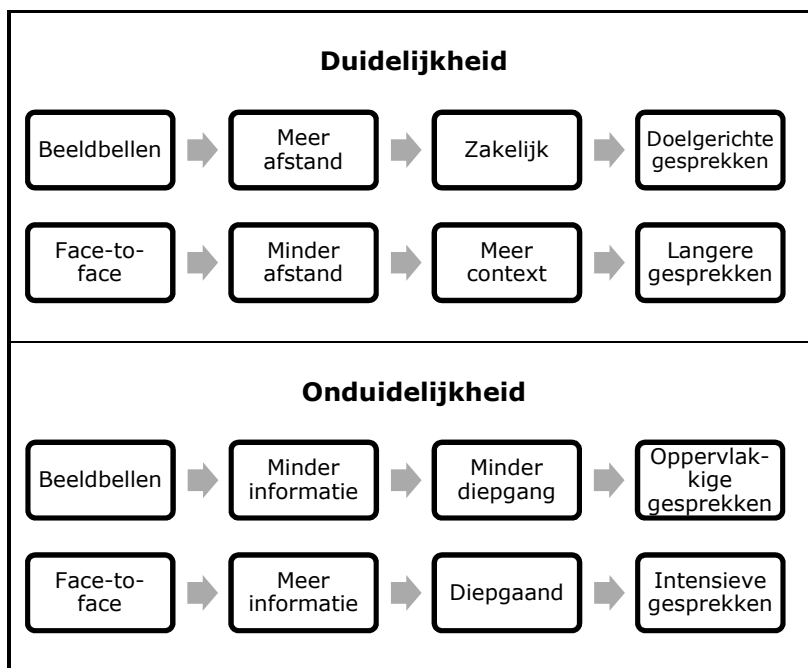 Duidelijkheid
Beeldbellen
Meer
afstand
Zakelijk
Doelgerichte
gesprekken
Face-to-
face
Minder
afstand
Meer
context
Langere
gesprekken
Onduidelijkheid
Beeldbellen
Minder
informatie
Minder
diepgang
Oppervlak-
kige
gesprekken
Face-to-
face
Meer
informatie
Diepgaand
Intensieve
gesprekken